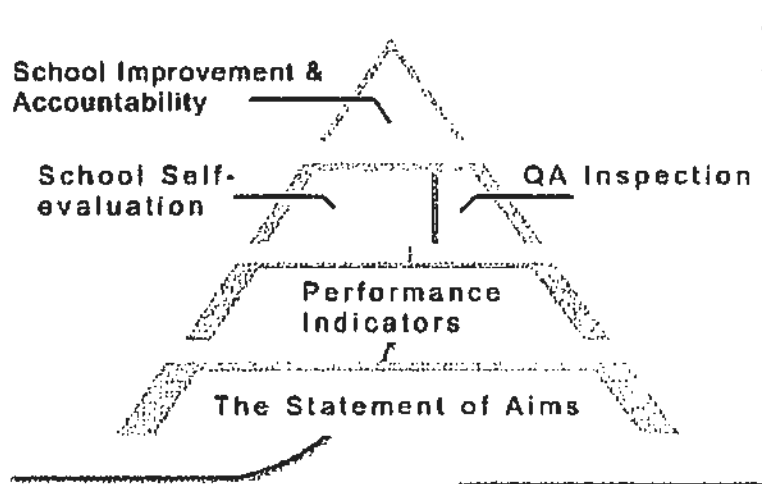 School Improvement &
Accountability
School Self-
evaluation
QA Inspection
Performance
Indicators
The Statement of Aims